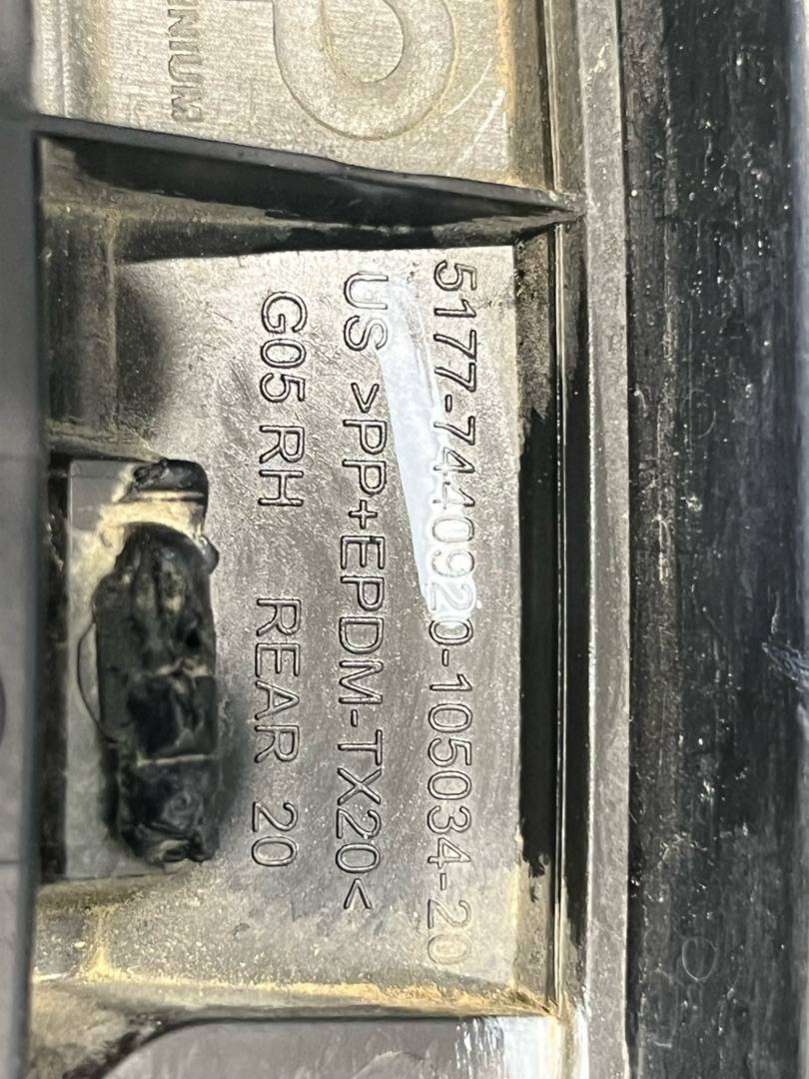 5177-7440920-105034-20
US >PP+EPDM-TX20<
G05 RH REAR 20